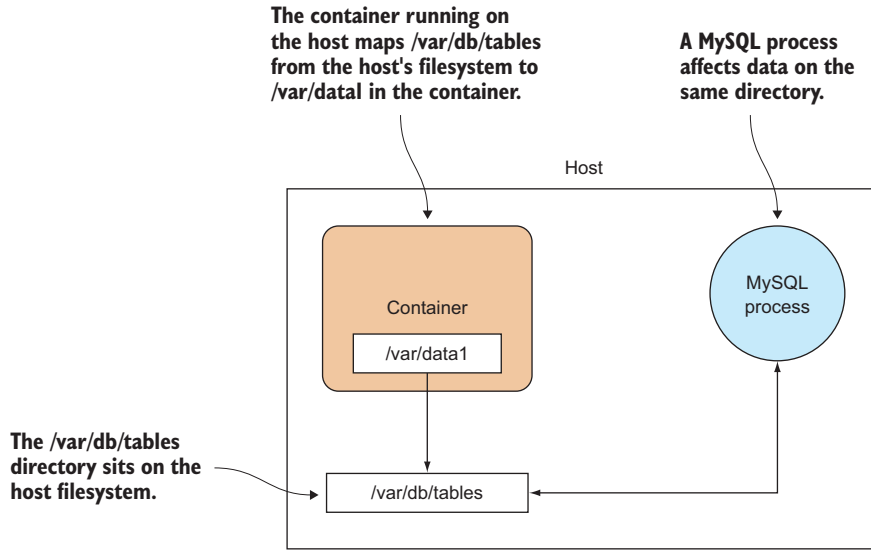 The container running on
the host maps /var/db/tables
from the host's filesystem to
/var/data1 in the container.
A MySQL process
affects data on the
same directory.
Host
Container
/var/data1
MySQL
process
The /var/db/tables
directory sits on the
host filesystem.
/var/db/tables